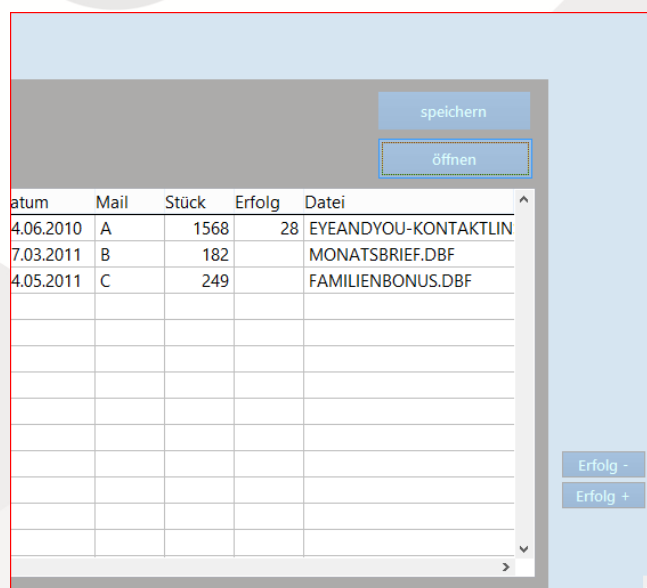 speichern
öffnen
atum Mail Stück Erfolg Datei
4.06.2010 A 1568 28 EYEANDYOU-KONTAKTLIN
7.03.2011 B 182 MONATSBRIEF.DBF
4.05.2011 C 249 FAMILIENBONUS.DBF
Erfolg -
Erfolg +